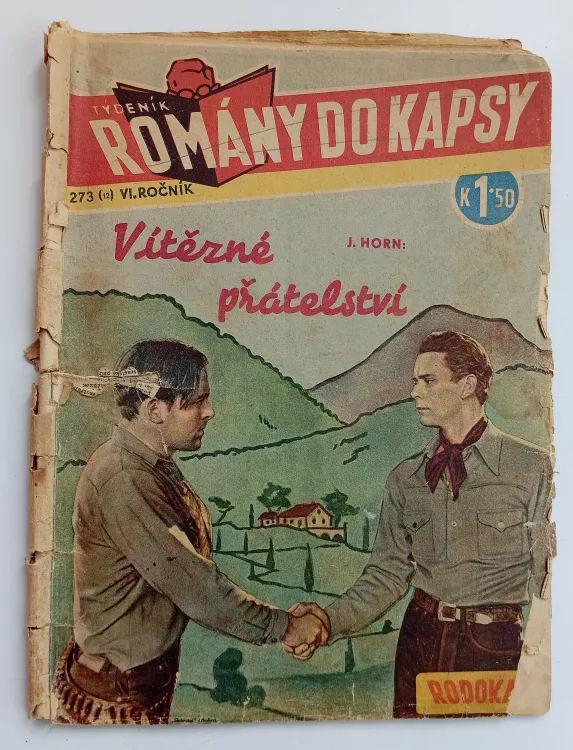 TÝDENÍK
ROMÁNY DO KAPSY
273 (12) VI. ROČNÍK
K 1·50
Vítězné
J. HORN:
přátelství
RODOKA